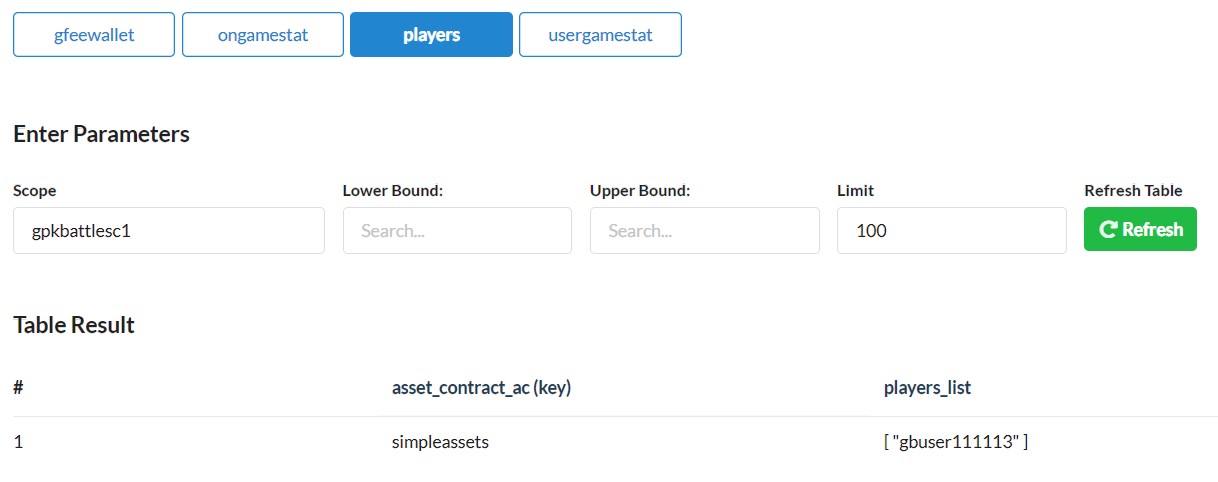 gfeewallet ongamestat players usergamestat
Enter Parameters
Scope Lower Bound: Upper Bound: Limit Refresh Table
gpkbattlesc1 Search... Search... 100 Refresh
Table Result
# asset_contract_ac (key) players_list
1 simpleassets [ "gbuser111113" ]